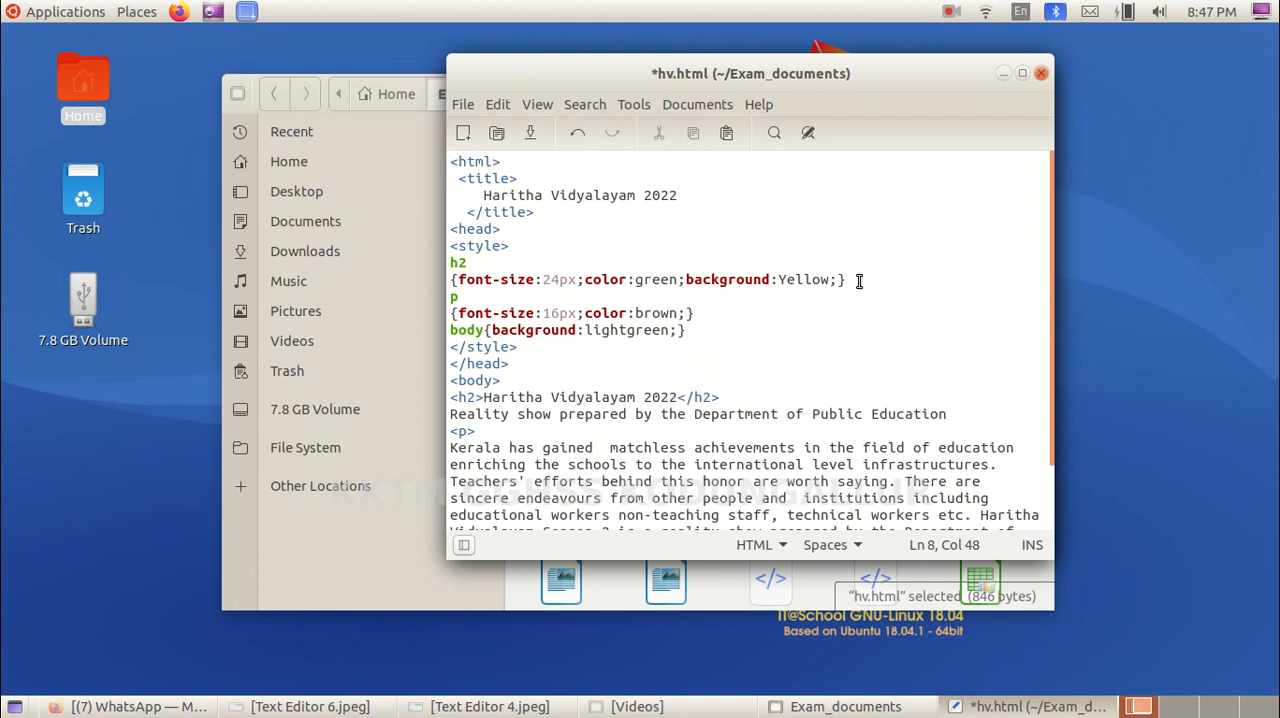 Applications Places En 8:47 PM
Home
Trash
7.8 GB Volume
Home E
Recent
Home
Desktop
Documents
Downloads
Music
Pictures
Videos
Trash
7.8 GB Volume
File System
Other Locations
*hv.html (~/Exam_documents)
File Edit View Search Tools Documents Help
<html>
<title>
Haritha Vidyalayam 2022
</title>
<head>
<style>
h2
{font-size:24px;color:green;background:Yellow;}
p
{font-size:16px;color:brown;}
body{background:lightgreen;}
</style>
</head>
<body>
<h2>Haritha Vidyalayam 2022</h2>
Reality show prepared by the Department of Public Education
<p>
Kerala has gained  matchless achievements in the field of education
enriching the schools to the international level infrastructures.
Teachers' efforts behind this honor are worth saying. There are
sincere endeavours from other people and  institutions including
educational workers non-teaching staff, technical workers etc. Haritha
KKTM GGHSS KODUNGALLUR
HTML Spaces Ln 8, Col 48 INS
"hv.html" selected (846 bytes)
IT@School GNU-Linux 18.04
Based on Ubuntu 18.04.1 - 64bit
[(7) WhatsApp — M... [Text Editor 6.jpeg] [Text Editor 4.jpeg] [Videos] Exam_documents *hv.html (~/Exam_d...